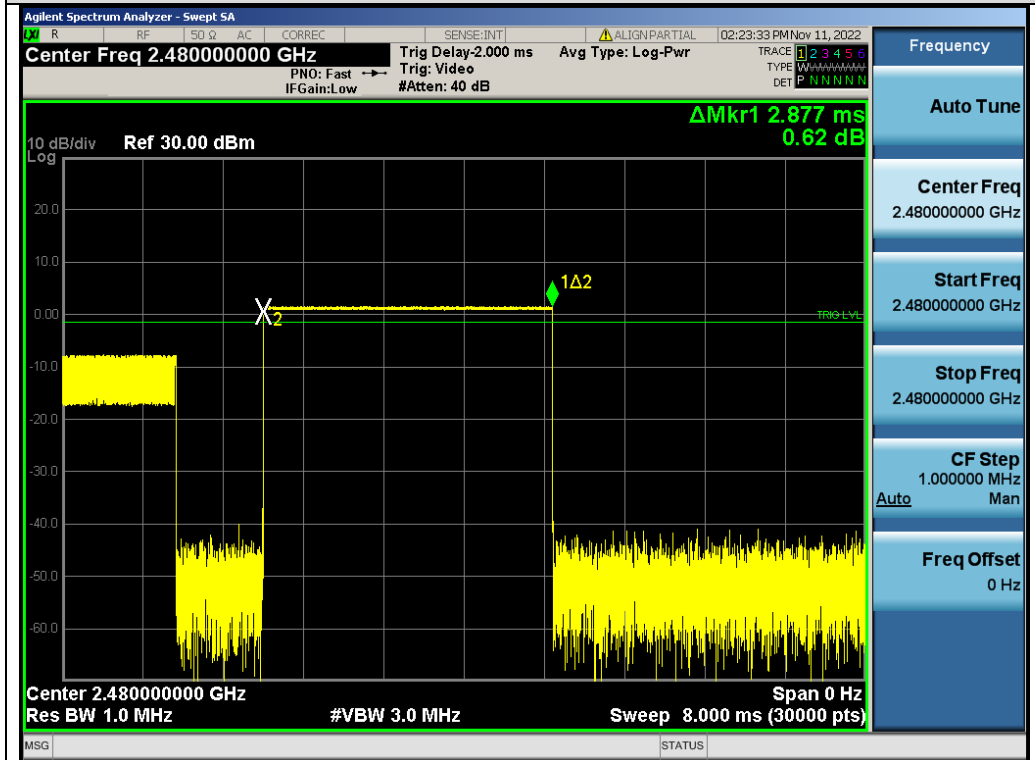 Agilent Spectrum Analyzer - Swept SA
LXI R RF 50 Ω AC CORREC SENSE:INT ALIGN PARTIAL 02:23:33 PM Nov 11, 2022
Center Freq 2.480000000 GHz
PNO: Fast
IFGain:Low
Trig Delay-2.000 ms
Trig: Video
#Atten: 40 dB
Avg Type: Log-Pwr
TRACE 1 2 3 4 5 6
TYPE WWWWWW
DET P N N N N N
ΔMkr1 2.877 ms
0.62 dB
10 dB/div Ref 30.00 dBm
Log
20.0
10.0
0.00
-10.0
-20.0
-30.0
-40.0
-50.0
-60.0
2
1Δ2
TRIG LVL
Center 2.480000000 GHz Span 0 Hz
Res BW 1.0 MHz #VBW 3.0 MHz Sweep 8.000 ms (30000 pts)
MSG STATUS
Frequency
Auto Tune
Center Freq
2.480000000 GHz
Start Freq
2.480000000 GHz
Stop Freq
2.480000000 GHz
CF Step
1.000000 MHz
Auto Man
Freq Offset
0 Hz